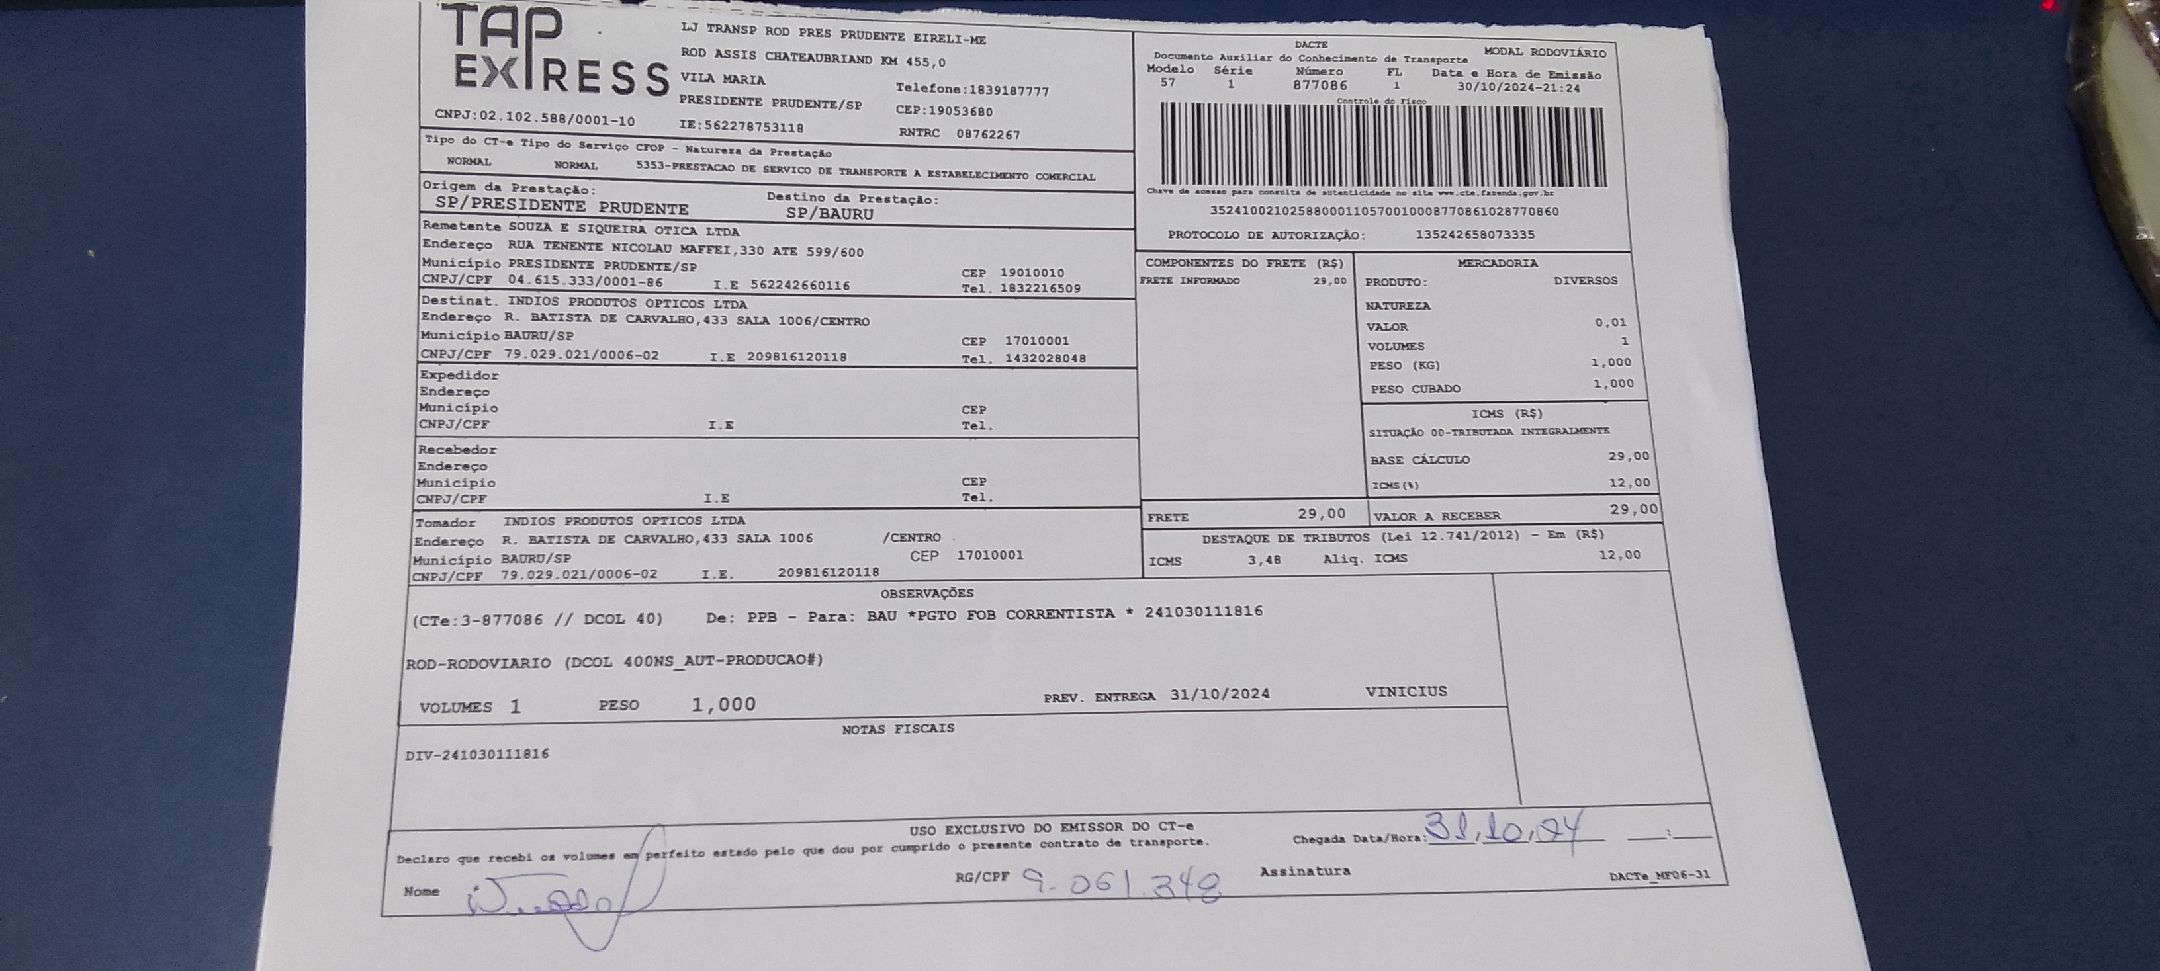 TAP EXPRESS
LJ TRANSP ROD PRES PRUDENTE EIRELI-ME
ROD ASSIS CHATEAUBRIAND KM 455,0
VILA MARIA Telefone:1839187777
PRESIDENTE PRUDENTE/SP CEP:19053680
CNPJ:02.102.588/0001-10 IE:562278753118 RNTRC 08762267
DACTE MODAL RODOVIÁRIO
Documento Auxiliar do Conhecimento de Transporte
Modelo Série Número FL Data e Hora de Emissão
57 1 877086 1 30/10/2024-21:24
Controle do Fisco
Chave de acesso para consulta de autenticidade no site www.cte.fazenda.gov.br
35241002102588000110570010008770861028770860
PROTOCOLO DE AUTORIZAÇÃO: 135242658073335
Tipo do CT-e Tipo do Serviço CFOP - Natureza da Prestação
NORMAL NORMAL 5353-PRESTACAO DE SERVICO DE TRANSPORTE A ESTABELECIMENTO COMERCIAL
Origem da Prestação: Destino da Prestação:
SP/PRESIDENTE PRUDENTE SP/BAURU
Remetente SOUZA E SIQUEIRA OTICA LTDA
Endereço RUA TENENTE NICOLAU MAFFEI,330 ATE 599/600
Município PRESIDENTE PRUDENTE/SP CEP 19010010
CNPJ/CPF 04.615.333/0001-86 I.E 562242660116 Tel. 1832216509
Destinat. INDIOS PRODUTOS OPTICOS LTDA
Endereço R. BATISTA DE CARVALHO,433 SALA 1006/CENTRO
Município BAURU/SP CEP 17010001
CNPJ/CPF 79.029.021/0006-02 I.E 209816120118 Tel. 1432028048
Expedidor
Endereço
Município CEP
CNPJ/CPF I.E Tel.
Recebedor
Endereço
Município CEP
CNPJ/CPF I.E Tel.
Tomador INDIOS PRODUTOS OPTICOS LTDA
Endereço R. BATISTA DE CARVALHO,433 SALA 1006 /CENTRO
Município BAURU/SP CEP 17010001
CNPJ/CPF 79.029.021/0006-02 I.E. 209816120118
COMPONENTES DO FRETE (R$)
FRETE INFORMADO 29,00
MERCADORIA
PRODUTO: DIVERSOS
NATUREZA
VALOR 0,01
VOLUMES 1
PESO (KG) 1,000
PESO CUBADO 1,000
ICMS (R$)
SITUAÇÃO 00-TRIBUTADA INTEGRALMENTE
BASE CÁLCULO 29,00
ICMS(%) 12,00
FRETE 29,00 VALOR A RECEBER 29,00
DESTAQUE DE TRIBUTOS (Lei 12.741/2012) - Em (R$)
ICMS 3,48 Aliq. ICMS 12,00
OBSERVAÇÕES
(CTe:3-877086 // DCOL 40) De: PPB - Para: BAU *PGTO FOB CORRENTISTA * 241030111816
ROD-RODOVIARIO (DCOL 400NS_AUT-PRODUCAO#)
VOLUMES 1 PESO 1,000 PREV. ENTREGA 31/10/2024 VINICIUS
NOTAS FISCAIS
DIV-241030111816
USO EXCLUSIVO DO EMISSOR DO CT-e
Declaro que recebi os volumes em perfeito estado pelo que dou por cumprido o presente contrato de transporte.
Chegada Data/Hora: 31,10,24 __:__
Nome RG/CPF 9.061.348 Assinatura
DACTe_MF06-31